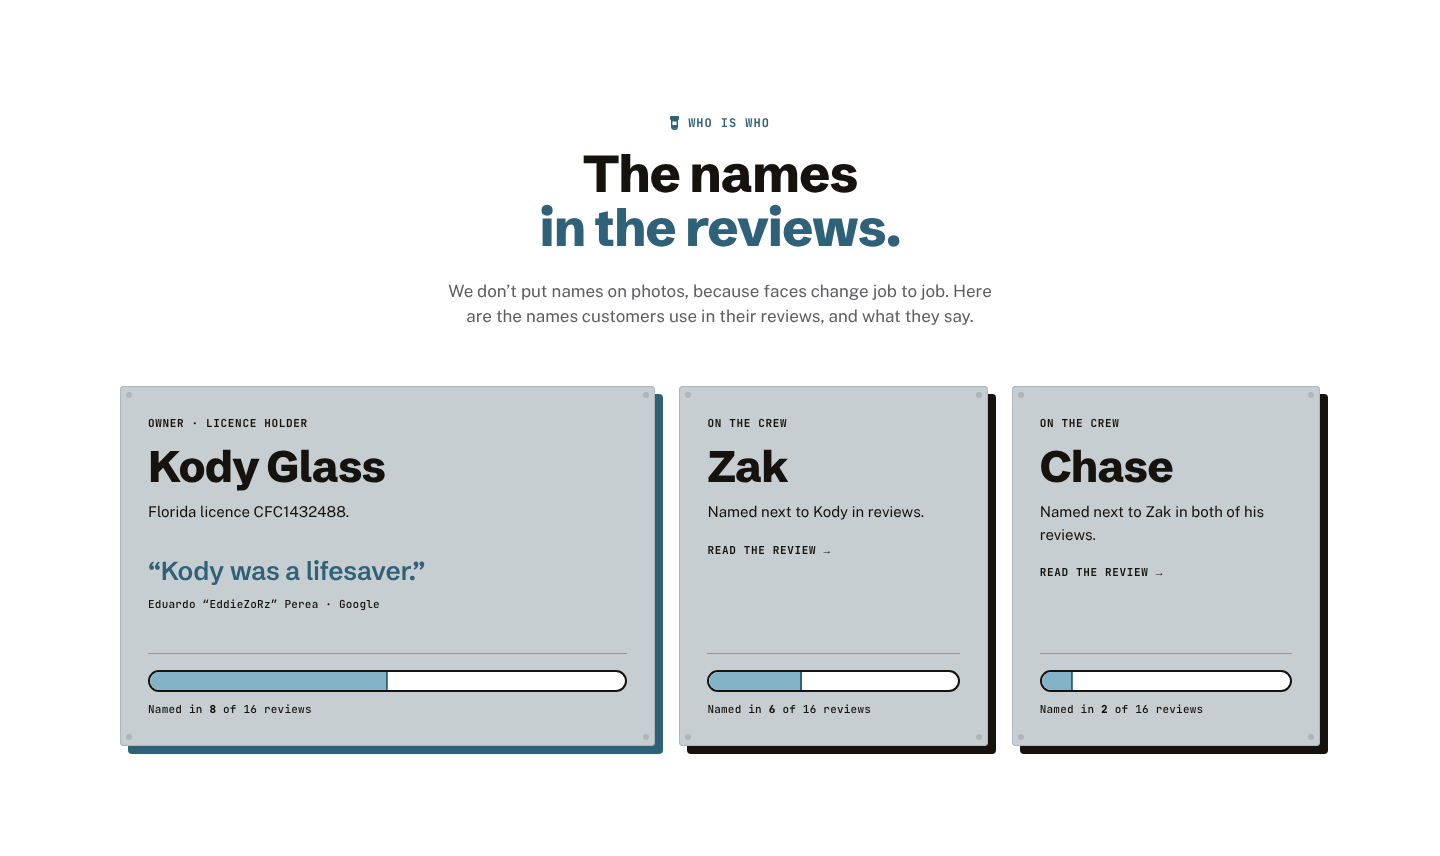 WHO IS WHO
The names
in the reviews.
We don’t put names on photos, because faces change job to job. Here
are the names customers use in their reviews, and what they say.
OWNER · LICENCE HOLDER
Kody Glass
Florida licence CFC1432488.
“Kody was a lifesaver.”
Eduardo “EddieZoRz” Perea · Google
Named in 8 of 16 reviews
ON THE CREW
Zak
Named next to Kody in reviews.
READ THE REVIEW →
Named in 6 of 16 reviews
ON THE CREW
Chase
Named next to Zak in both of his
reviews.
READ THE REVIEW →
Named in 2 of 16 reviews